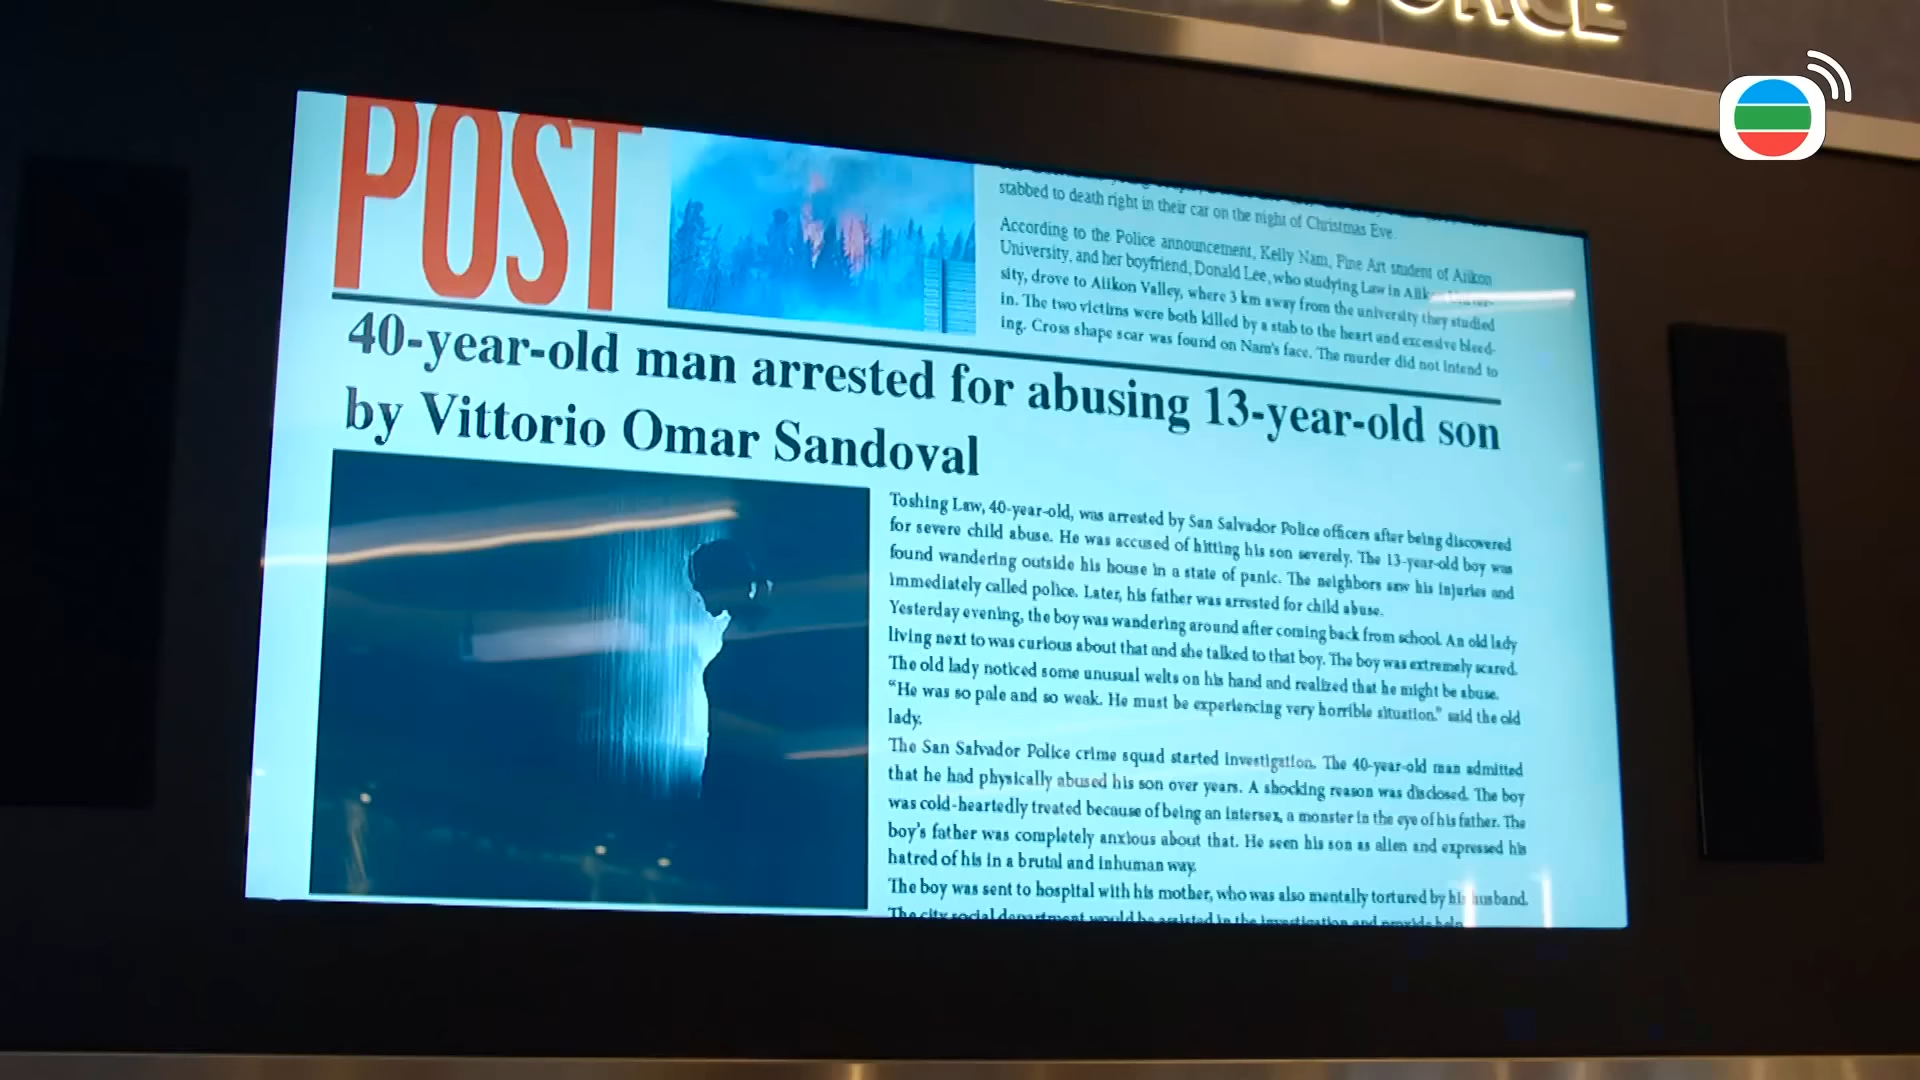 ORCE
POST
stabbed to death right in their car on the night of Christmas Eve.
According to the Police announcement, Kelly Nam, Fine Art student of Aiikon
University, and her boyfriend, Donald Lee, who studying Law in Aiik
sity, drove to Aiikon Valley, where 3 km away from the university they studied
in. The two victims were both killed by a stab to the heart and excessive bleed-
ing. Cross shape scar was found on Nam's face. The murder did not intend to
40-year-old man arrested for abusing 13-year-old son
by Vittorio Omar Sandoval
Toshing Law, 40-year-old, was arrested by San Salvador Police officers after being discovered
for severe child abuse. He was accused of hitting his son severely. The 13-year-old boy was
found wandering outside his house in a state of panic. The neighbors saw his injuries and
immediately called police. Later, his father was arrested for child abuse.
Yesterday evening, the boy was wandering around after coming back from school. An old lady
living next to was curious about that and she talked to that boy. The boy was extremely scared.
The old lady noticed some unusual welts on his hand and realized that he might be abuse.
“He was so pale and so weak. He must be experiencing very horrible situation.” said the old
lady.
The San Salvador Police crime squad started investigation. The 40-year-old man admitted
that he had physically abused his son over years. A shocking reason was disclosed. The boy
was cold-heartedly treated because of being an intersex, a monster in the eye of his father. The
boy's father was completely anxious about that. He seen his son as alien and expressed his
hatred of his in a brutal and inhuman way.
The boy was sent to hospital with his mother, who was also mentally tortured by his husband.
The city social department would be assisted in the investigation and provide help